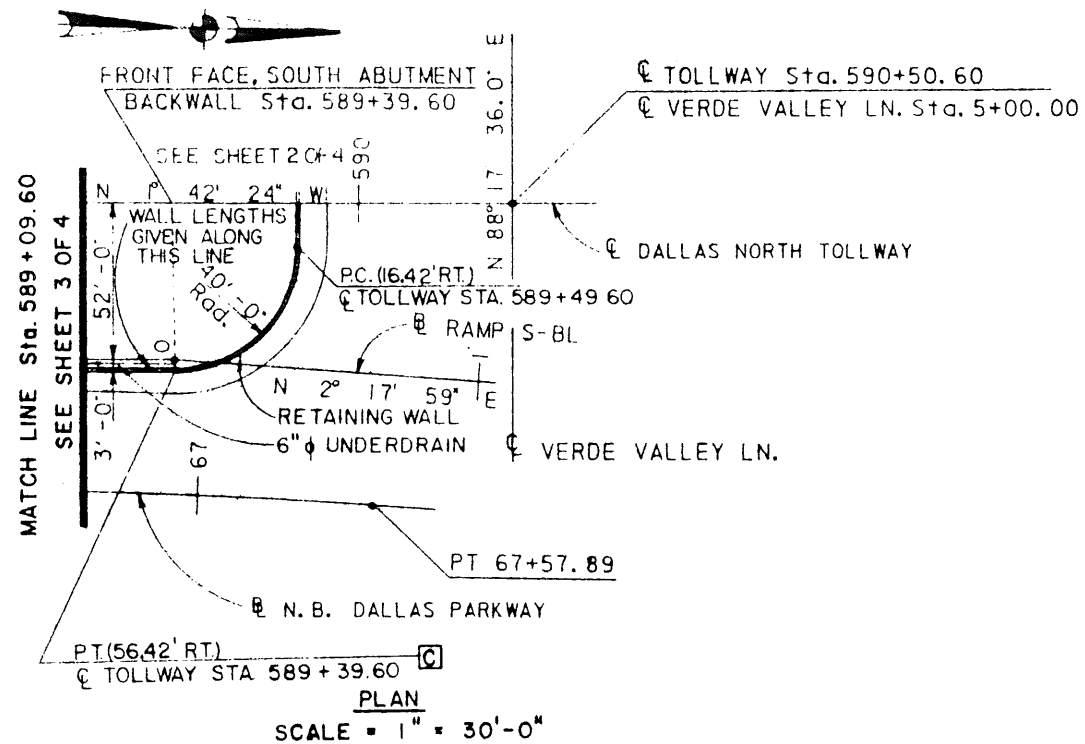 FRONT FACE, SOUTH ABUTMENT
BACKWALL Sta. 589+39.60
SEE SHEET 2 OF 4
590
N 88° 17' 36.0" E
℄ TOLLWAY Sta. 590+50.60
℄ VERDE VALLEY LN. Sta. 5+00.00
MATCH LINE Sta. 589+09.60
SEE SHEET 3 OF 4
N 1° 42' 24" W
WALL LENGTHS
GIVEN ALONG
THIS LINE
52'-0"
40'-0"
Rad.
℄ DALLAS NORTH TOLLWAY
P.C. (16.42' RT.)
℄ TOLLWAY STA. 589+49.60
RAMP S-BL
N 2° 17' 59" E
3'-0"
RETAINING WALL
6" ϕ UNDERDRAIN
℄ VERDE VALLEY LN.
67
PT 67+57.89
N.B. DALLAS PARKWAY
P.T. (56.42' RT.)
℄ TOLLWAY STA 589+39.60
C
PLAN
SCALE = 1" = 30'-0"